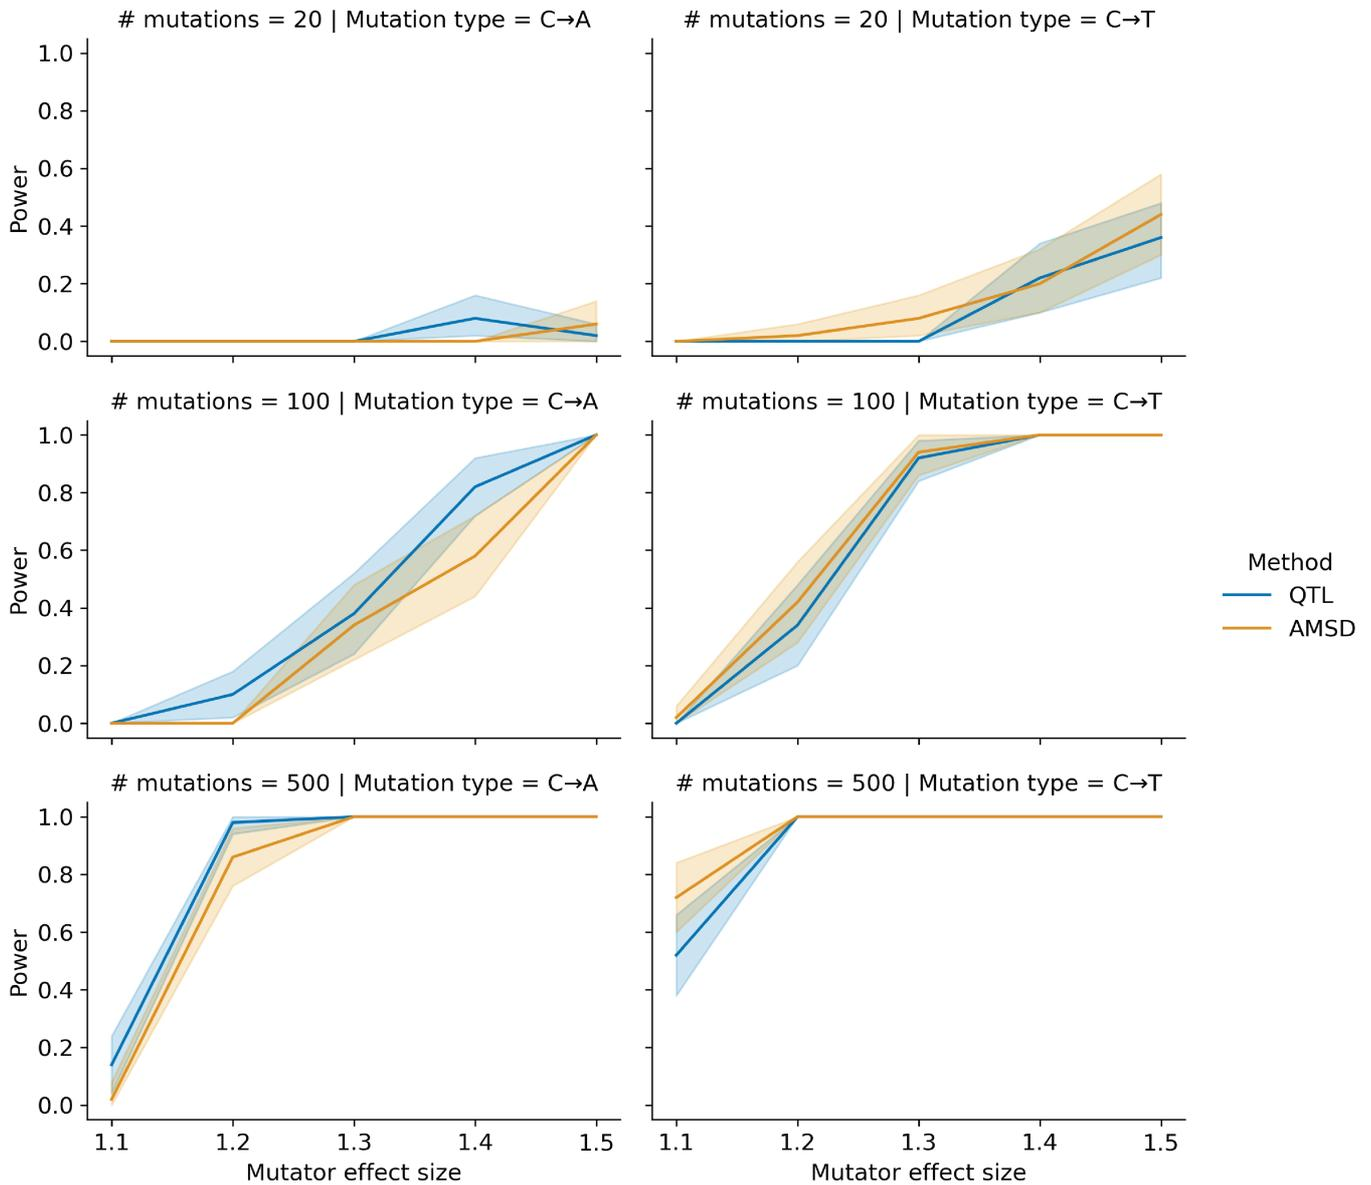 # mutations = 20 | Mutation type = C→A
# mutations = 20 | Mutation type = C→T
1.0
0.8
0.6
0.4
0.2
0.0
Power
# mutations = 100 | Mutation type = C→A
# mutations = 100 | Mutation type = C→T
1.0
0.8
0.6
0.4
0.2
0.0
Power
Method
QTL
AMSD
# mutations = 500 | Mutation type = C→A
# mutations = 500 | Mutation type = C→T
1.0
0.8
0.6
0.4
0.2
0.0
Power
1.1 1.2 1.3 1.4 1.5
1.1 1.2 1.3 1.4 1.5
Mutator effect size
Mutator effect size